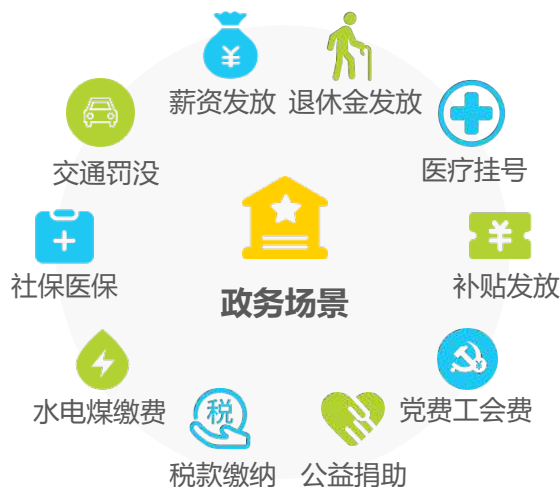 ¥
薪资发放 退休金发放
交通罚没
医疗挂号
社保医保
政务场景
¥
补贴发放
水电煤缴费
¥
党费工会费
税
税款缴纳 公益捐助